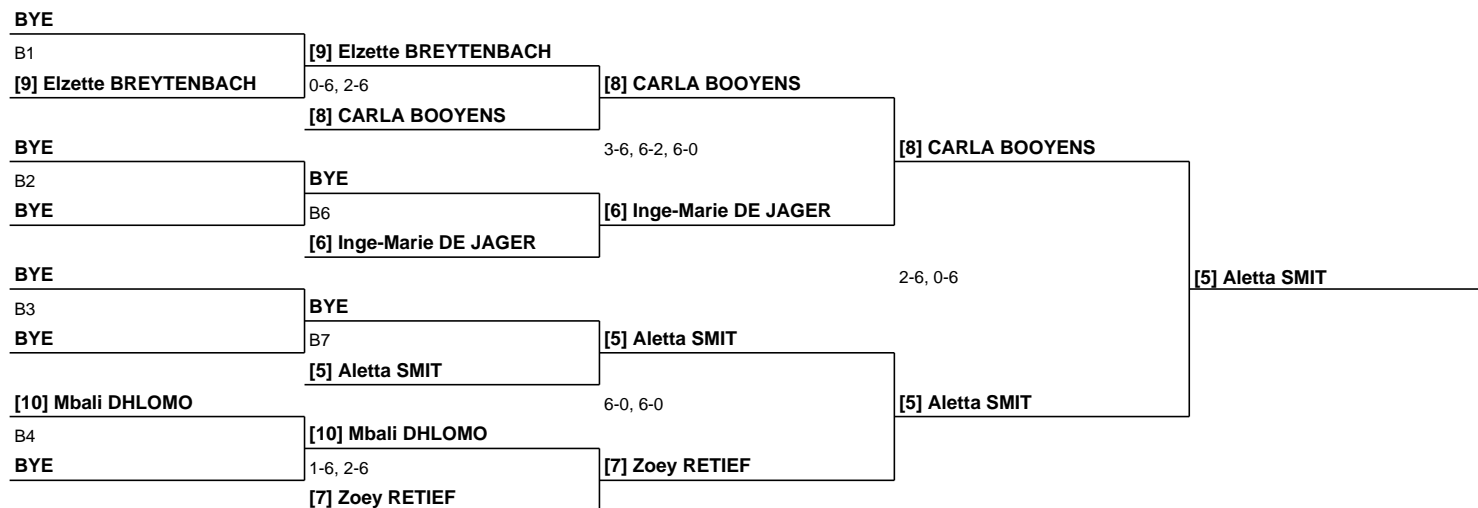 BYE
B1
[9] Elzette BREYTENBACH
[9] Elzette BREYTENBACH
0-6, 2-6
[8] CARLA BOOYENS
[8] CARLA BOOYENS
BYE
B2
BYE
BYE
B6
[6] Inge-Marie DE JAGER
3-6, 6-2, 6-0
[6] Inge-Marie DE JAGER
[8] CARLA BOOYENS
BYE
B3
BYE
BYE
B7
[5] Aletta SMIT
[5] Aletta SMIT
2-6, 0-6
[5] Aletta SMIT
[10] Mbali DHLOMO
B4
BYE
[10] Mbali DHLOMO
1-6, 2-6
[7] Zoey RETIEF
6-0, 6-0
[7] Zoey RETIEF
[5] Aletta SMIT